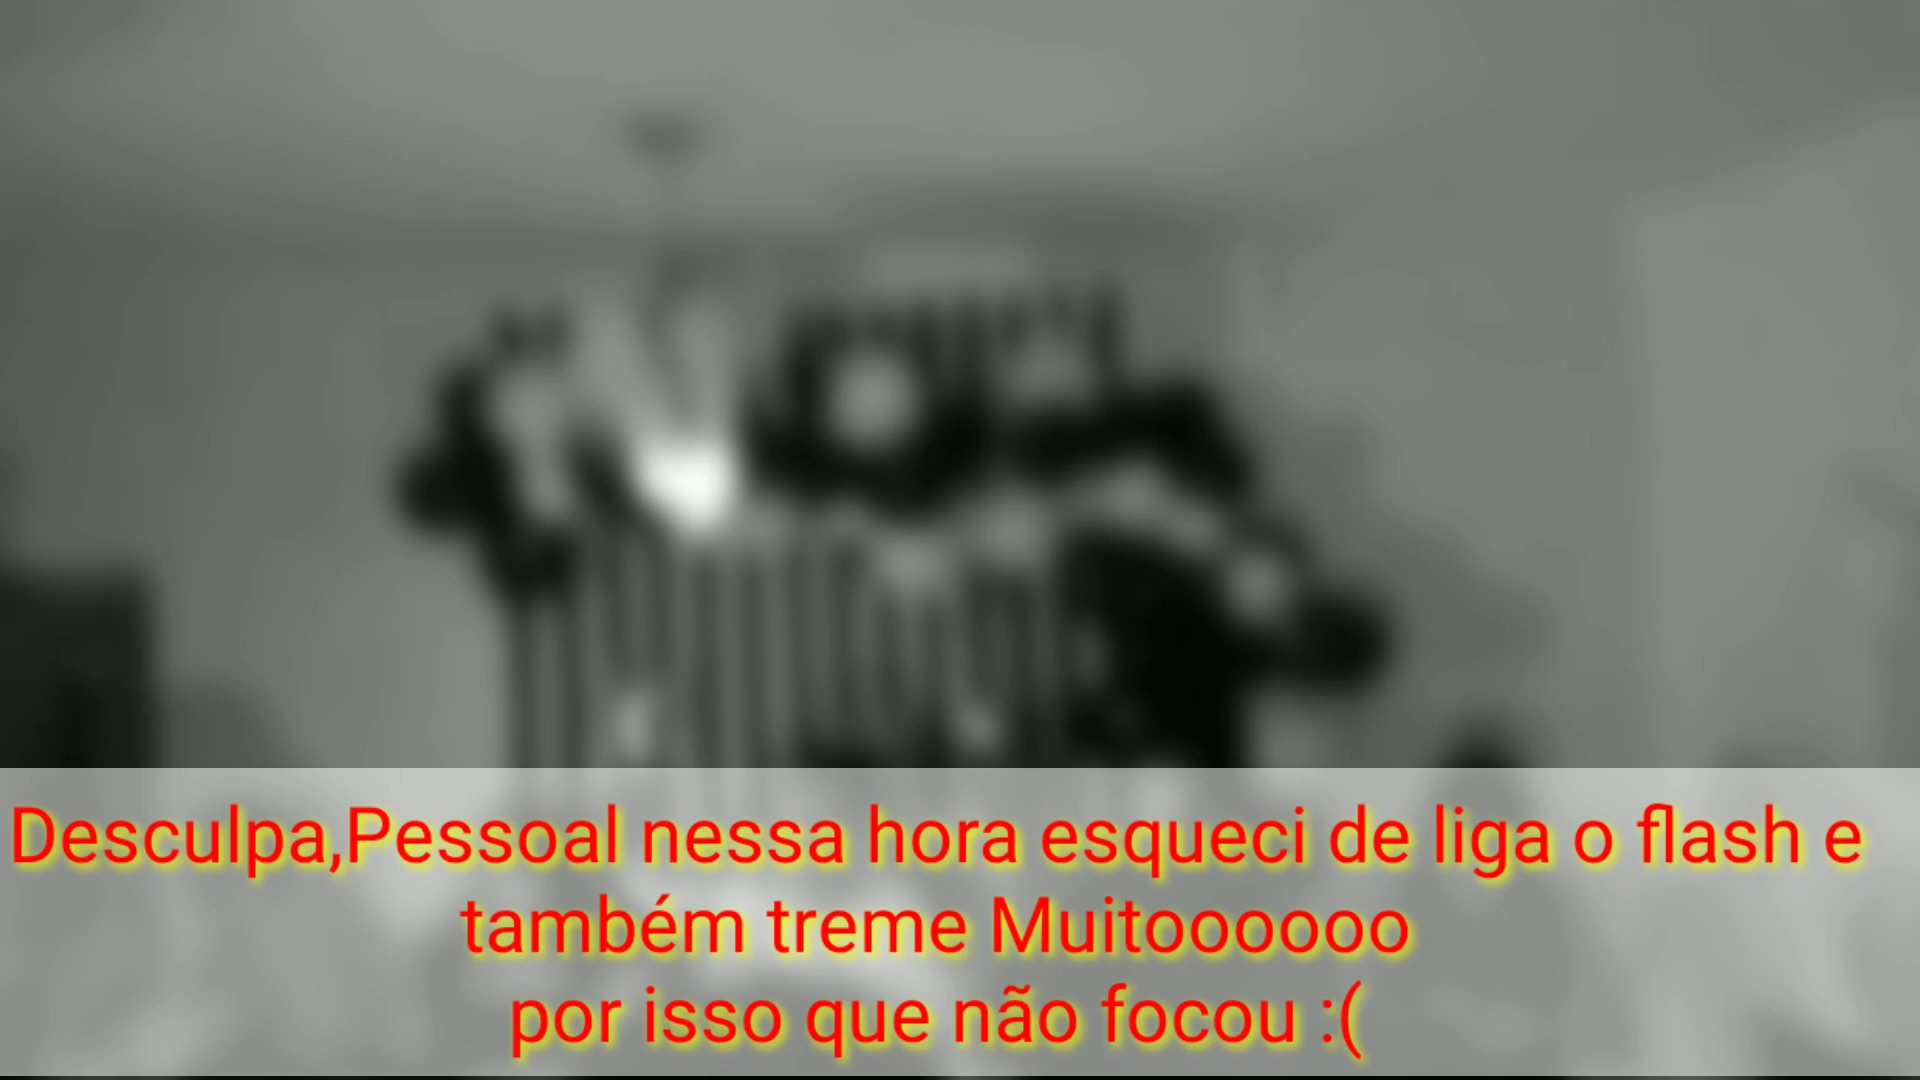 Desculpa,Pessoal nessa hora esqueci de liga o flash e
também treme Muitoooooo
por isso que não focou :(